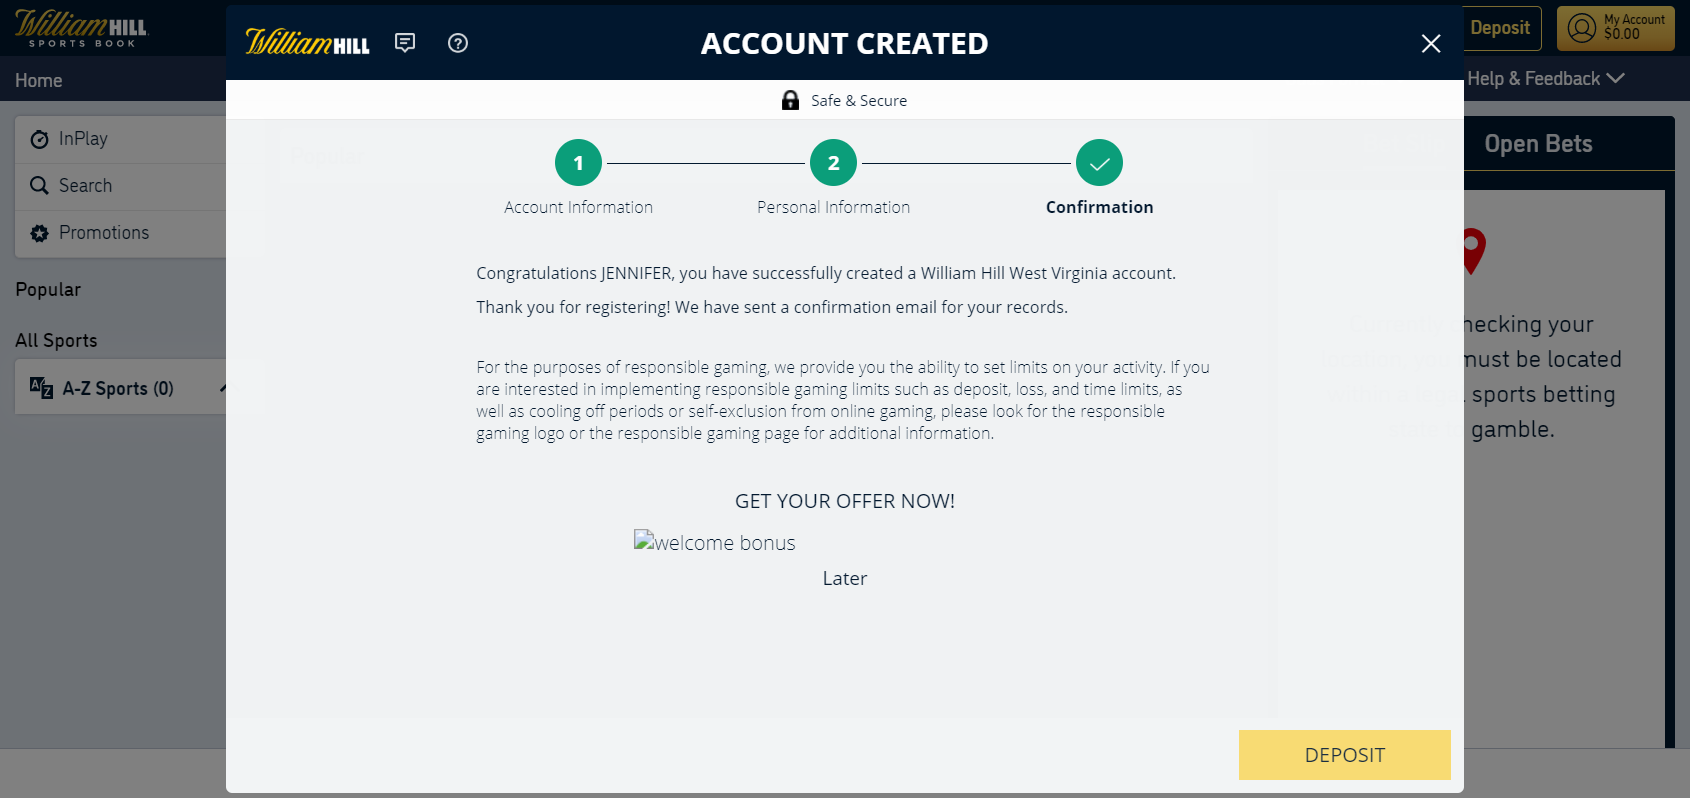 William HILL
SPORTS BOOK
Home
InPlay
Search
Promotions
Popular
All Sports
A-Z Sports (0)
William HILL
ACCOUNT CREATED
Safe & Secure
1
2
Account Information
Personal Information
Confirmation
Congratulations JENNIFER, you have successfully created a William Hill West Virginia account.
Thank you for registering! We have sent a confirmation email for your records.
For the purposes of responsible gaming, we provide you the ability to set limits on your activity. If you
are interested in implementing responsible gaming limits such as deposit, loss, and time limits, as
well as cooling off periods or self-exclusion from online gaming, please look for the responsible
gaming logo or the responsible gaming page for additional information.
GET YOUR OFFER NOW!
welcome bonus
Later
DEPOSIT
Deposit
My Account
$0.00
Help & Feedback
Open Bets
checking your
must be located
sports betting
gamble.